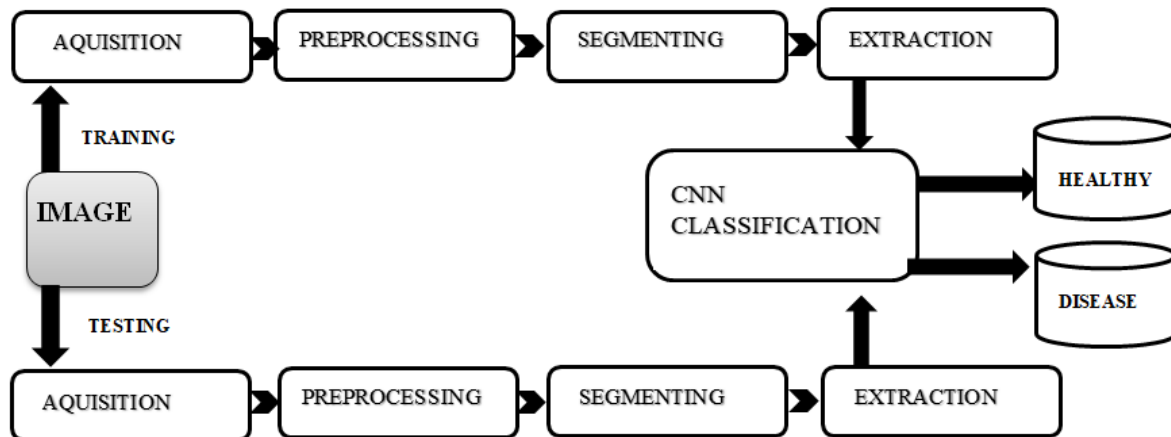 AQUISITION
PREPROCESSING
SEGMENTING
EXTRACTION
TRAINING
IMAGE
CNN
CLASSIFICATION
HEALTHY
DISEASE
TESTING
AQUISITION
PREPROCESSING
SEGMENTING
EXTRACTION